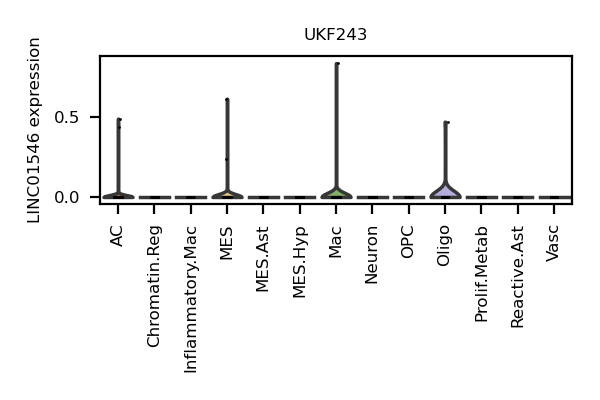 UKF243
LINC01546 expression
0.5
0.0
AC
Chromatin.Reg
Inflammatory.Mac
MES
MES.Ast
MES.Hyp
Mac
Neuron
OPC
Oligo
Prolif.Metab
Reactive.Ast
Vasc